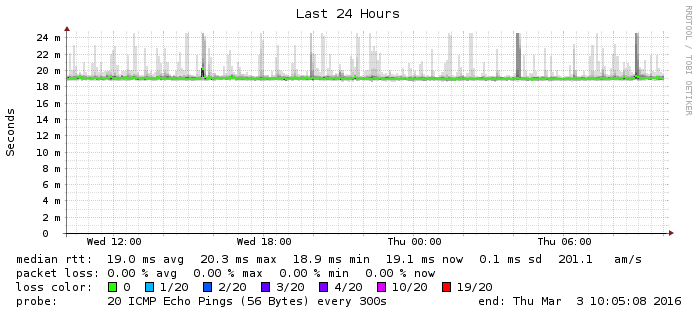 Last 24 Hours
RRDTOOL / TOBI OETIKER
Seconds
24 m
22 m
20 m
18 m
16 m
14 m
12 m
10 m
8 m
6 m
4 m
2 m
0
Wed 12:00 Wed 18:00 Thu 00:00 Thu 06:00
median rtt: 19.0 ms avg 20.3 ms max 18.9 ms min 19.1 ms now 0.1 ms sd 201.1 am/s
packet loss: 0.00 % avg 0.00 % max 0.00 % min 0.00 % now
loss color: 0 1/20 2/20 3/20 4/20 10/20 19/20
probe: 20 ICMP Echo Pings (56 Bytes) every 300s end: Thu Mar 3 10:05:08 2016